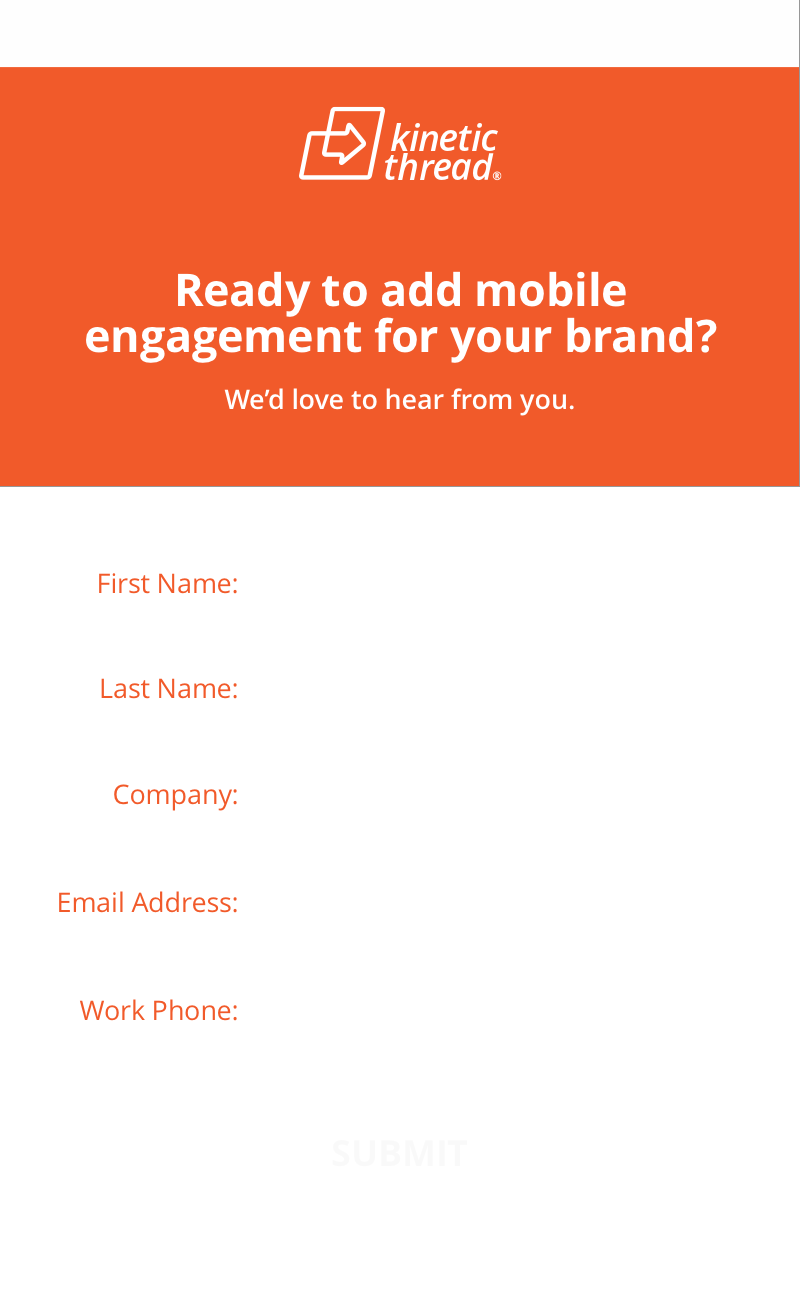 kinetic
thread®
Ready to add mobile
engagement for your brand?
We’d love to hear from you.
First Name:
Last Name:
Company:
Email Address:
Work Phone:
SUBMIT